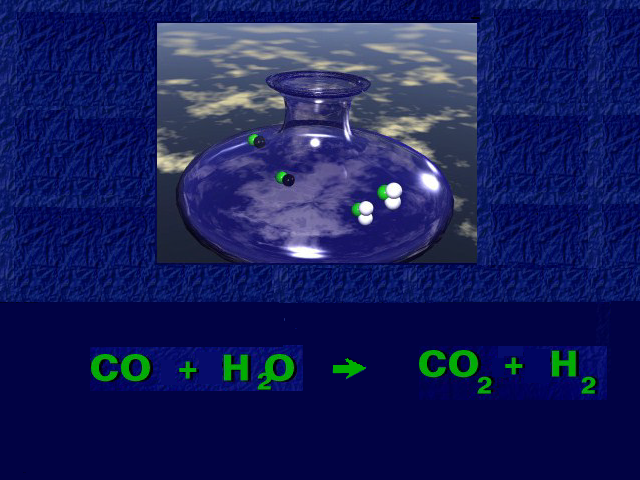 CO + H₂O → CO₂ + H₂